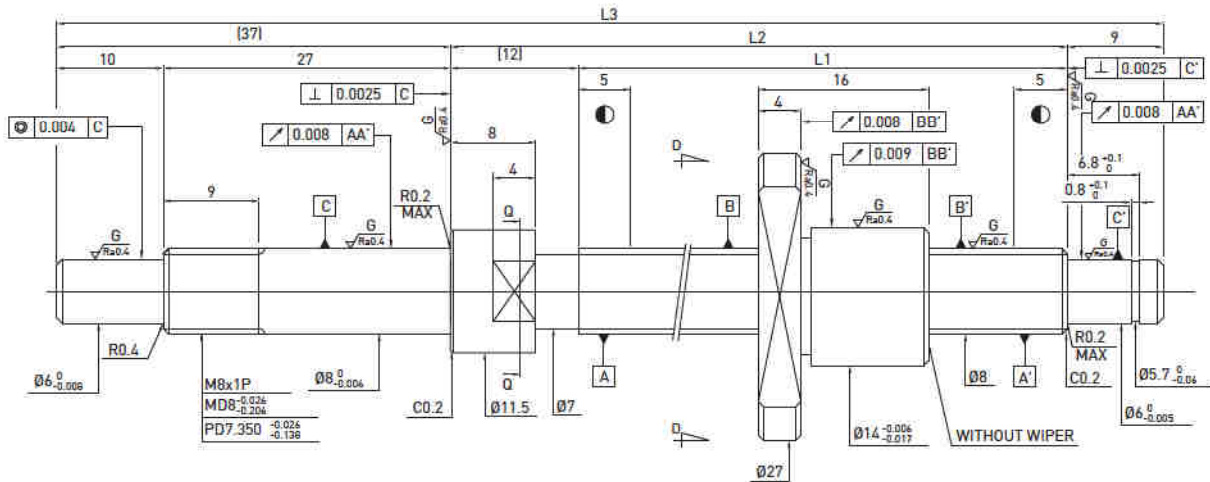 L3
(37) L2 9
10 27 (12) L1
⊥ 0.0025 C'
5 16 5
⊥ 0.0025 C
4
◎ 0.004 C
↗ 0.008 AA'
G
Ra0.4
8
↗ 0.008 BB'
G
Ra0.4
↗ 0.008 AA'
D
↗ 0.009 BB'
6.8 +0.1 0
4
G
Ra0.4
9
R0.2
MAX
Q
0.8 +0.1 0
C
B
B'
C'
G
Ra0.4
G
Ra0.4
G
Ra0.4
G
Ra0.4
G
Ra0.4
R0.4
R0.2
MAX
A
A'
Ø6 0 -0.008
M8x1P
MD8 -0.026 -0.206
PD7.350 -0.026 -0.138
Ø8 0 -0.006
C0.2
Q
Ø11.5
Ø7
Ø8
C0.2
Ø5.7 0 -0.06
Ø6 0 -0.005
D
Ø14 -0.006 -0.017
WITHOUT WIPER
Ø27